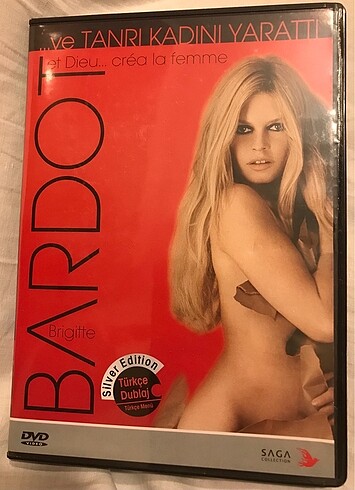 ...ve TANRI KADINI YARATTI
et Dieu... créa la femme
BARDOT
Brigitte
Silver Edition
Türkçe
Dublaj
Türkçe Menü
DVD
VIDEO
SAGA
COLLECTION